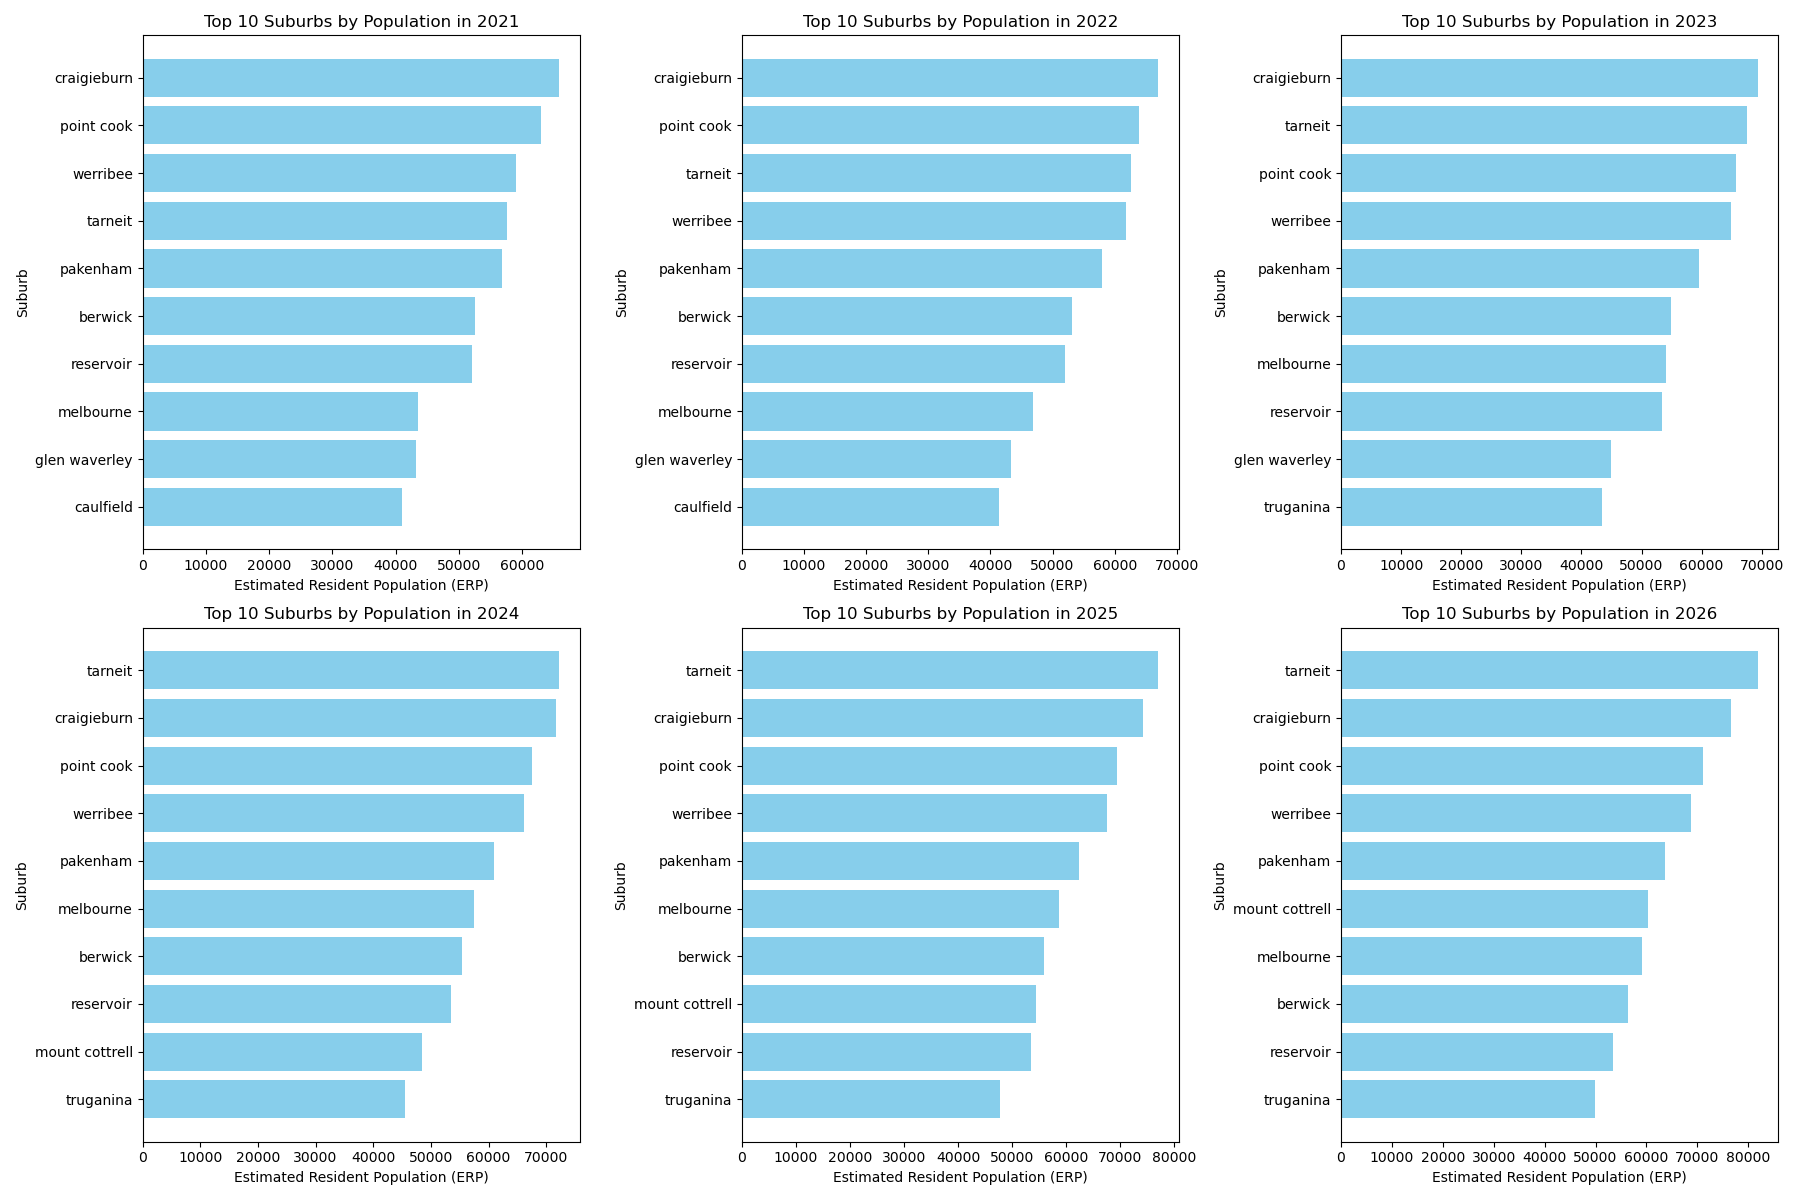 Top 10 Suburbs by Population in 2021
craigieburn
point cook
werribee
tarneit
pakenham
berwick
reservoir
melbourne
glen waverley
caulfield
Suburb
0 10000 20000 30000 40000 50000 60000
Estimated Resident Population (ERP)
Top 10 Suburbs by Population in 2022
craigieburn
point cook
tarneit
werribee
pakenham
berwick
reservoir
melbourne
glen waverley
caulfield
Suburb
0 10000 20000 30000 40000 50000 60000 70000
Estimated Resident Population (ERP)
Top 10 Suburbs by Population in 2023
craigieburn
tarneit
point cook
werribee
pakenham
berwick
melbourne
reservoir
glen waverley
truganina
Suburb
0 10000 20000 30000 40000 50000 60000 70000
Estimated Resident Population (ERP)
Top 10 Suburbs by Population in 2024
tarneit
craigieburn
point cook
werribee
pakenham
melbourne
berwick
reservoir
mount cottrell
truganina
Suburb
0 10000 20000 30000 40000 50000 60000 70000
Estimated Resident Population (ERP)
Top 10 Suburbs by Population in 2025
tarneit
craigieburn
point cook
werribee
pakenham
melbourne
berwick
mount cottrell
reservoir
truganina
Suburb
0 10000 20000 30000 40000 50000 60000 70000 80000
Estimated Resident Population (ERP)
Top 10 Suburbs by Population in 2026
tarneit
craigieburn
point cook
werribee
pakenham
mount cottrell
melbourne
berwick
reservoir
truganina
Suburb
0 10000 20000 30000 40000 50000 60000 70000 80000
Estimated Resident Population (ERP)